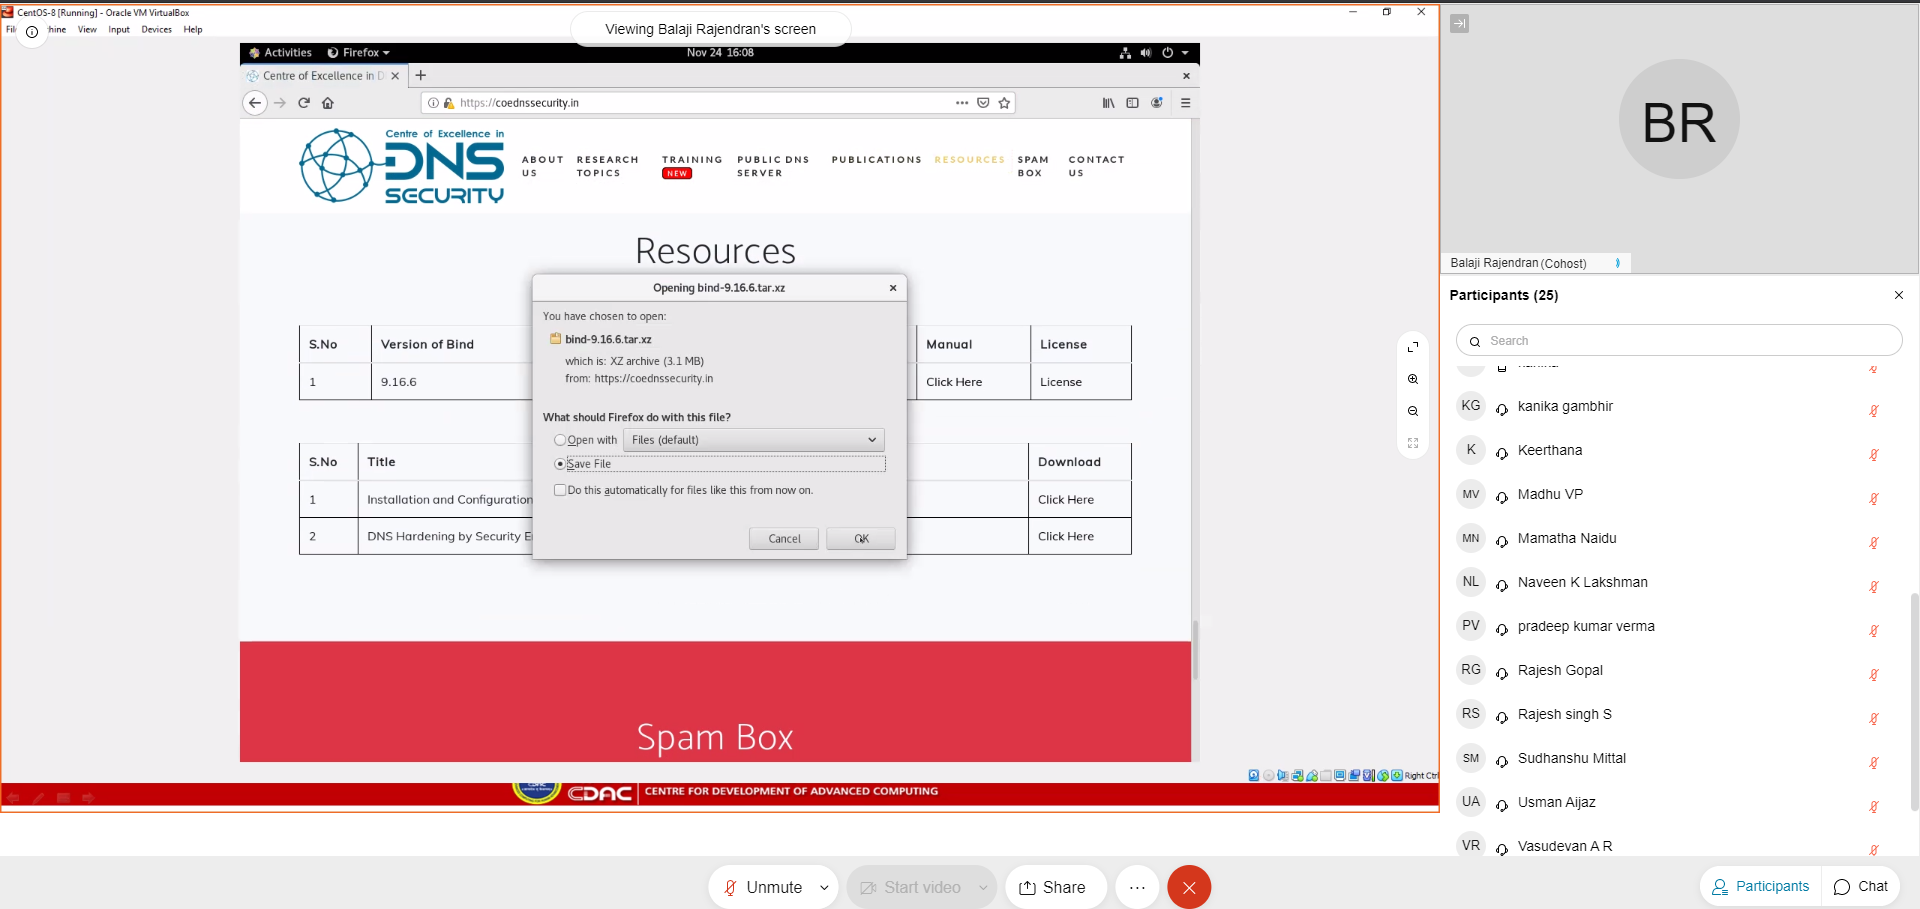 CentOS-8 [Running] - Oracle VM VirtualBox
View Input Devices Help
Viewing Balaji Rajendran's screen
Activities Firefox Nov 24 16:08
Centre of Excellence in D
https://coednssecurity.in
Centre of Excellence in
DNS
SECURITY
ABOUT US
RESEARCH TOPICS
TRAINING
NEW
PUBLIC DNS SERVER
PUBLICATIONS
RESOURCES
SPAM BOX
CONTACT US
Resources
S.No Version of Bind Manual License
1 9.16.6 Click Here License
S.No Title Download
1 Installation and Configuration Click Here
2 DNS Hardening by Security E Click Here
Opening bind-9.16.6.tar.xz
You have chosen to open:
bind-9.16.6.tar.xz
which is: XZ archive (3.1 MB)
from: https://coednssecurity.in
What should Firefox do with this file?
Open with Files (default)
Save File
Do this automatically for files like this from now on.
Cancel OK
Spam Box
Right Ctrl
CDAC CENTRE FOR DEVELOPMENT OF ADVANCED COMPUTING
BR
Balaji Rajendran (Cohost)
Participants (25)
Search
KG kanika gambhir
K Keerthana
MV Madhu VP
MN Mamatha Naidu
NL Naveen K Lakshman
PV pradeep kumar verma
RG Rajesh Gopal
RS Rajesh singh S
SM Sudhanshu Mittal
UA Usman Aijaz
VR Vasudevan A R
Unmute Start video Share
Participants Chat